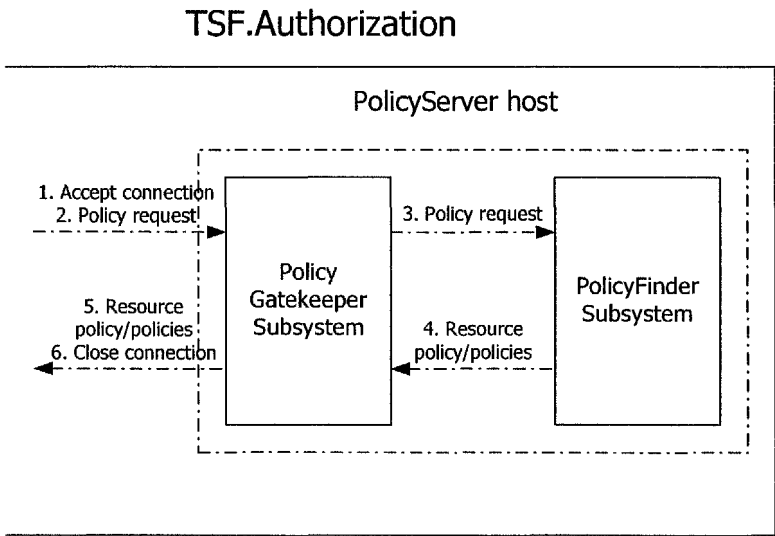 TSF.Authorization
PolicyServer host
1. Accept connection
2. Policy request
3. Policy request
Policy
Gatekeeper
Subsystem
PolicyFinder
Subsystem
5. Resource
policy/policies
6. Close connection
4. Resource
policy/policies